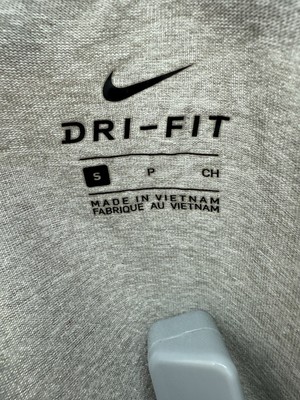 DRI-FIT
S P CH
MADE IN VIETNAM
FABRIQUE AU VIETNAM